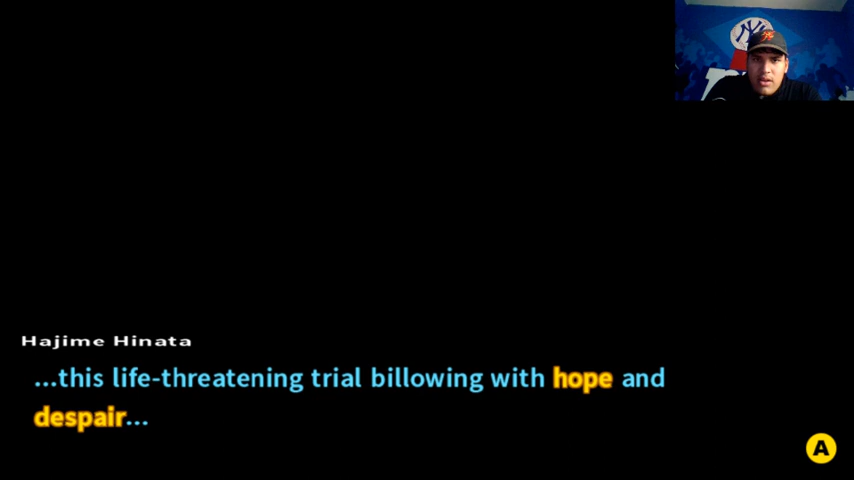 Hajime Hinata
...this life-threatening trial billowing with hope and
despair...
A